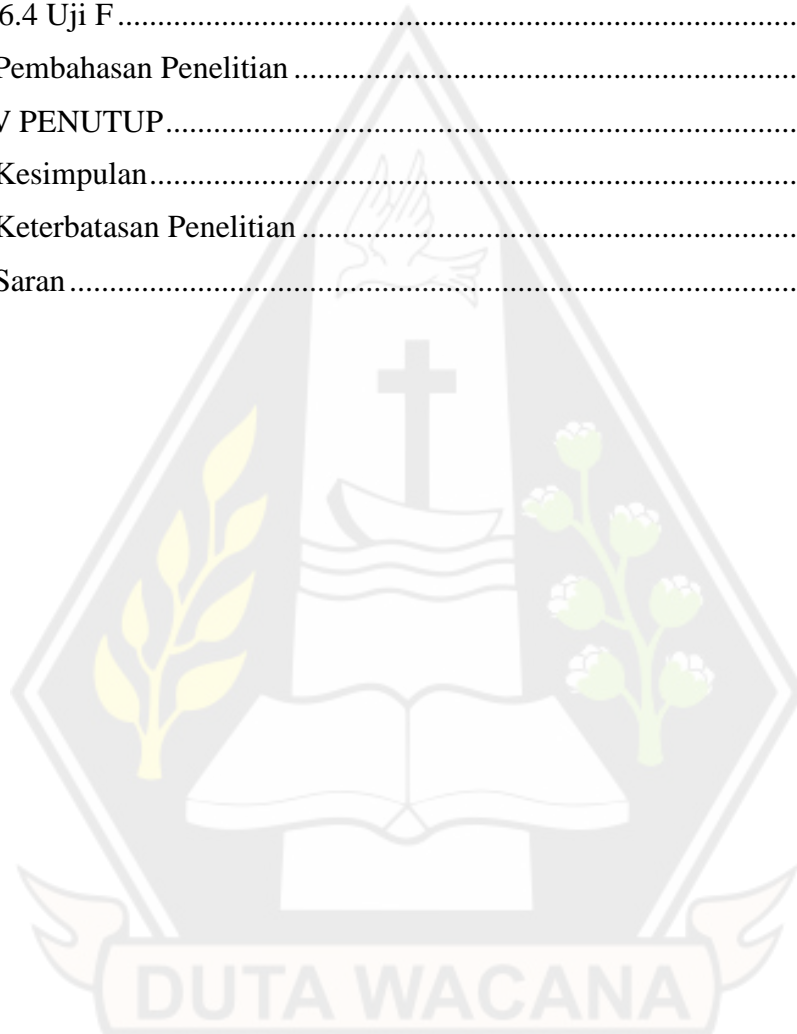 6.4 Uji F......................................................................................
Pembahasan Penelitian................................................................
V PENUTUP................................................................................
Kesimpulan..................................................................................
Keterbatasan Penelitian...............................................................
Saran............................................................................................
DUTA WACANA